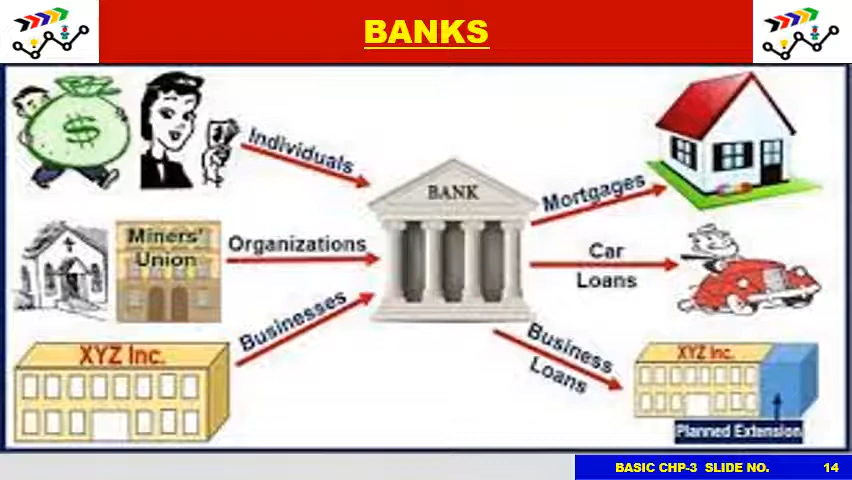 BANKS
Individuals
BANK
Mortgages
Miners'
Union
Organizations
Car
Loans
Businesses
Business
Loans
XYZ Inc.
XYZ Inc.
Planned Extension
BASIC CHP-3 SLIDE NO. 14